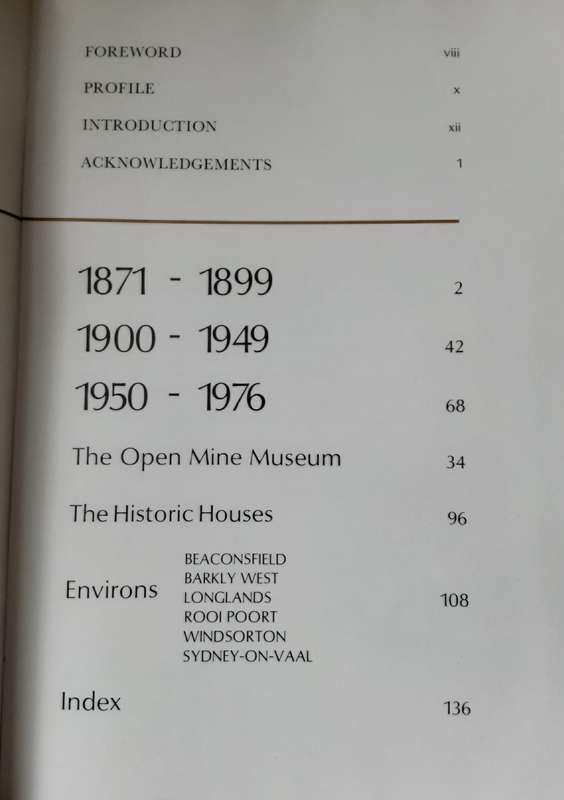 FOREWORD viii
PROFILE x
INTRODUCTION xii
ACKNOWLEDGEMENTS 1
1871 - 1899 2
1900 - 1949 42
1950 - 1976 68
The Open Mine Museum 34
The Historic Houses 96
Environs BEACONSFIELD
BARKLY WEST
LONGLANDS 108
ROOI POORT
WINDSORTON
SYDNEY-ON-VAAL
Index 136